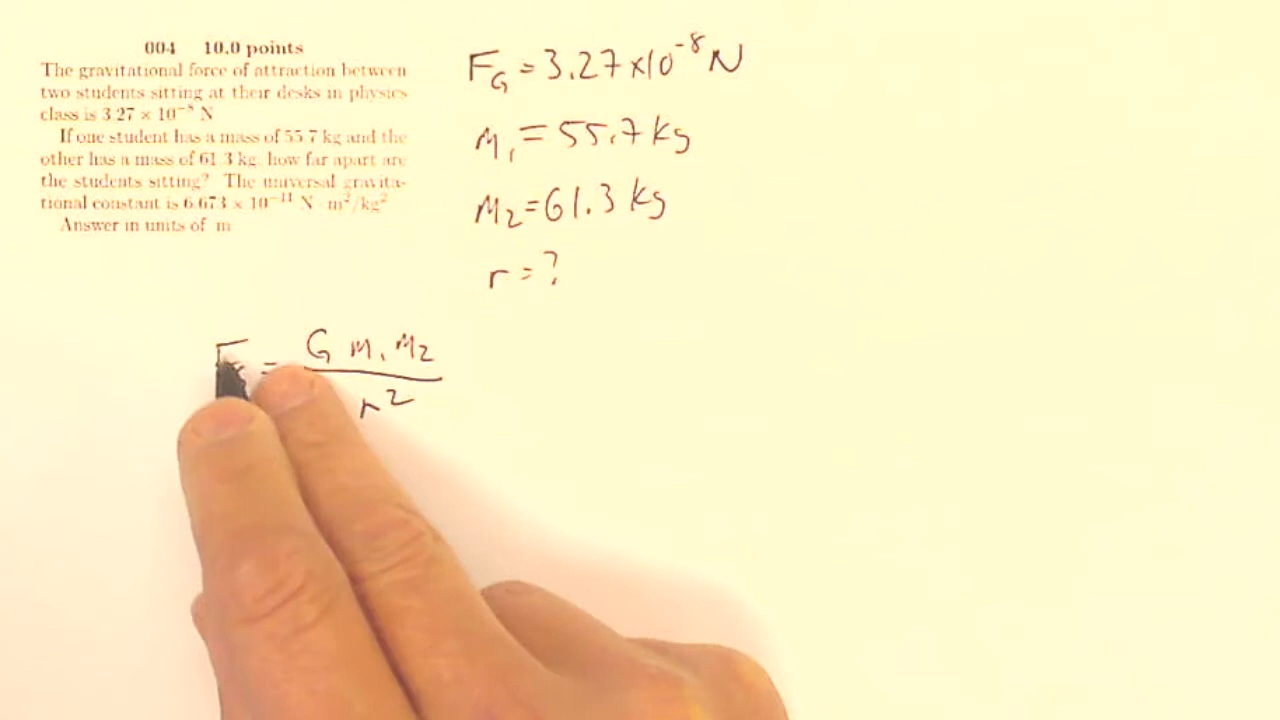 004 10.0 points
The gravitational force of attraction between
two students sitting at their desks in physics
class is 3.27 × 10⁻⁸ N
If one student has a mass of 55.7 kg and the
other has a mass of 61.3 kg, how far apart are
the students sitting? The universal gravita-
tional constant is 6.673 × 10⁻¹¹ N · m²/kg²
Answer in units of m
F_G = 3.27 x10⁻⁸ N
m₁ = 55.7 kg
m₂ = 61.3 kg
r = ?
F = G m₁ m₂ / r²